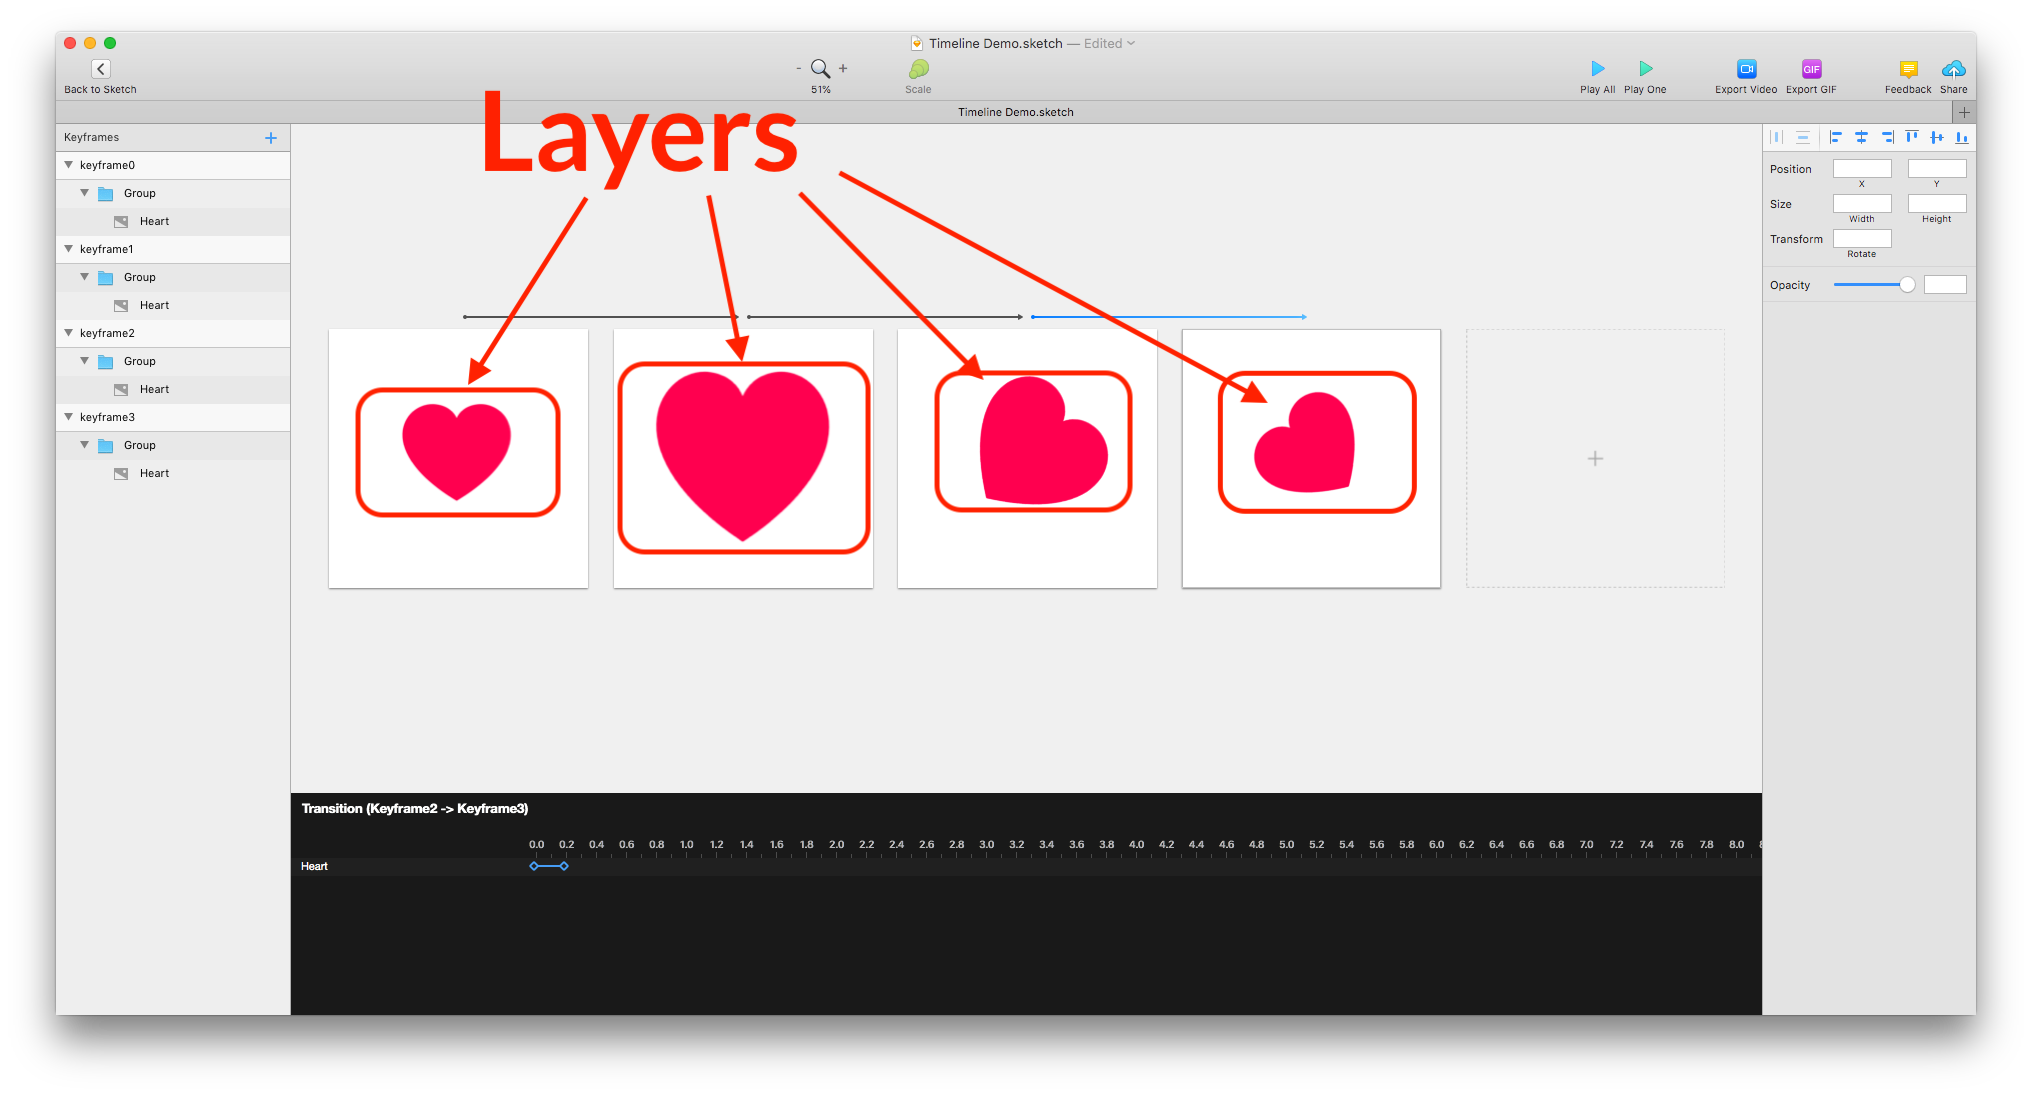 Timeline Demo.sketch — Edited
Back to Sketch
- +
51%
Scale
Play All Play One Export Video GIF Export GIF Feedback Share
Timeline Demo.sketch +
Layers
Keyframes +
keyframe0
Group
Heart
keyframe1
Group
Heart
keyframe2
Group
Heart
keyframe3
Group
Heart
+
Position
X Y
Size
Width Height
Transform
Rotate
Opacity
Transition (Keyframe2 -> Keyframe3)
0.0 0.2 0.4 0.6 0.8 1.0 1.2 1.4 1.6 1.8 2.0 2.2 2.4 2.6 2.8 3.0 3.2 3.4 3.6 3.8 4.0 4.2 4.4 4.6 4.8 5.0 5.2 5.4 5.6 5.8 6.0 6.2 6.4 6.6 6.8 7.0 7.2 7.4 7.6 7.8 8.0
Heart